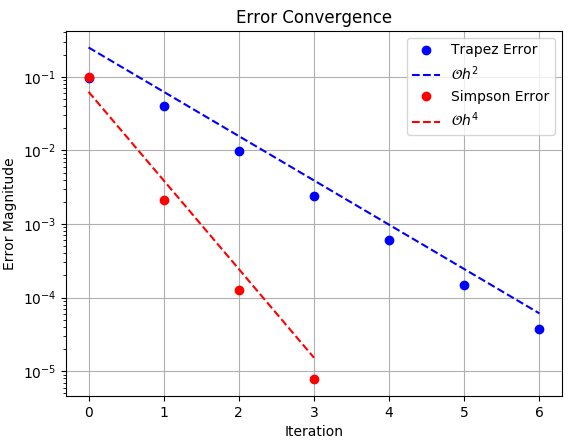 Error Convergence
Error Magnitude
10⁻¹
10⁻²
10⁻³
10⁻⁴
10⁻⁵
Trapez Error
𝒪h²
Simpson Error
𝒪h⁴
0 1 2 3 4 5 6
Iteration